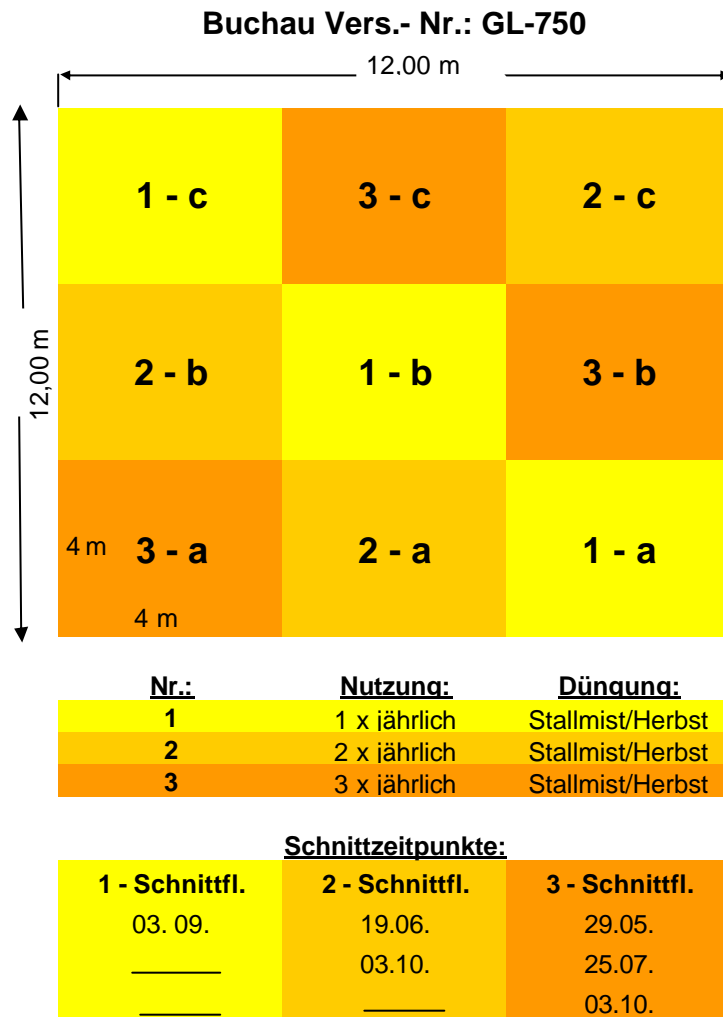 Buchau Vers.- Nr.: GL-750
12,00 m
1 - c 3 - c 2 - c
12,00 m
2 - b 1 - b 3 - b
4 m 3 - a 2 - a 1 - a
4 m
Nr.: Nutzung: Düngung:
1 1 x jährlich Stallmist/Herbst
2 2 x jährlich Stallmist/Herbst
3 3 x jährlich Stallmist/Herbst
Schnittzeitpunkte:
1 - Schnittfl. 2 - Schnittfl. 3 - Schnittfl.
03. 09. 19.06. 29.05.
03.10. 25.07.
03.10.